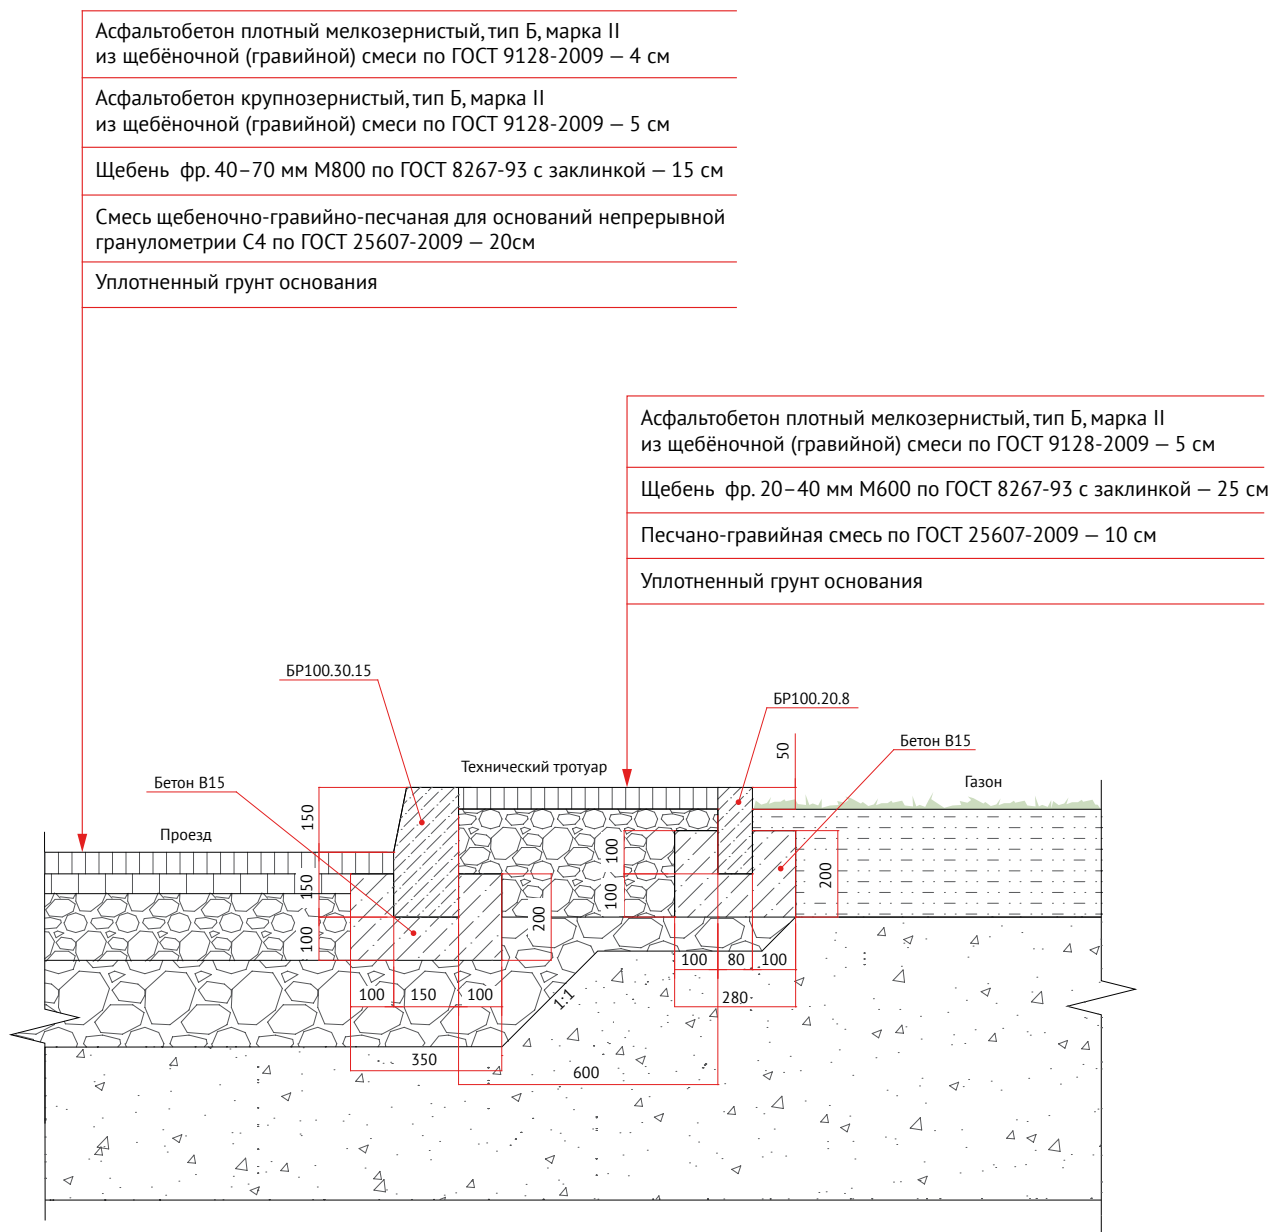 Асфальтобетон плотный мелкозернистый, тип Б, марка II
из щебёночной (гравийной) смеси по ГОСТ 9128-2009 — 4 см
Асфальтобетон крупнозернистый, тип Б, марка II
из щебёночной (гравийной) смеси по ГОСТ 9128-2009 — 5 см
Щебень фр. 40–70 мм М800 по ГОСТ 8267-93 с заклинкой — 15 см
Смесь щебеночно-гравийно-песчаная для оснований непрерывной
гранулометрии С4 по ГОСТ 25607-2009 — 20см
Уплотненный грунт основания
Асфальтобетон плотный мелкозернистый, тип Б, марка II
из щебёночной (гравийной) смеси по ГОСТ 9128-2009 — 5 см
Щебень фр. 20–40 мм М600 по ГОСТ 8267-93 с заклинкой — 25 см
Песчано-гравийная смесь по ГОСТ 25607-2009 — 10 см
Уплотненный грунт основания
БР100.30.15
БР100.20.8
Бетон В15
50
Технический тротуар
Бетон В15
Газон
150
Проезд
100
150
100
200
200
100
100 80 100
100 150 100
280
1:1
350
600